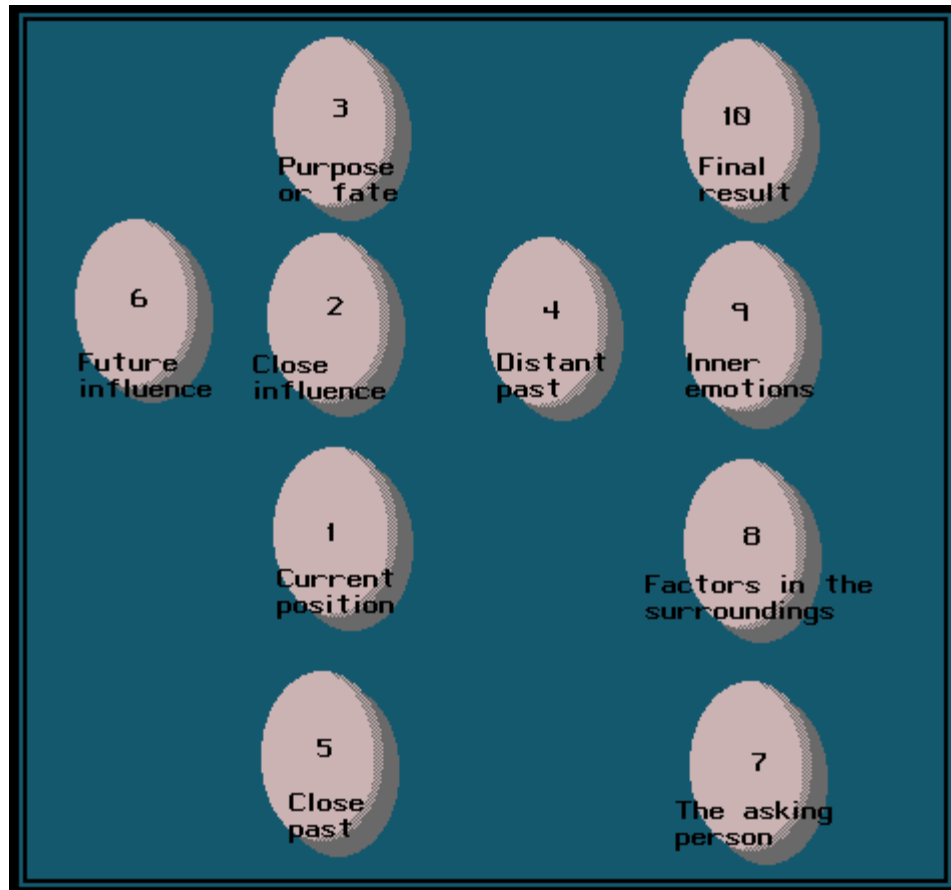 3
Purpose
or fate
10
Final
result
6
Future
influence
2
Close
influence
4
Distant
past
9
Inner
emotions
1
Current
position
8
Factors in the
surroundings
5
Close
past
7
The asking
person